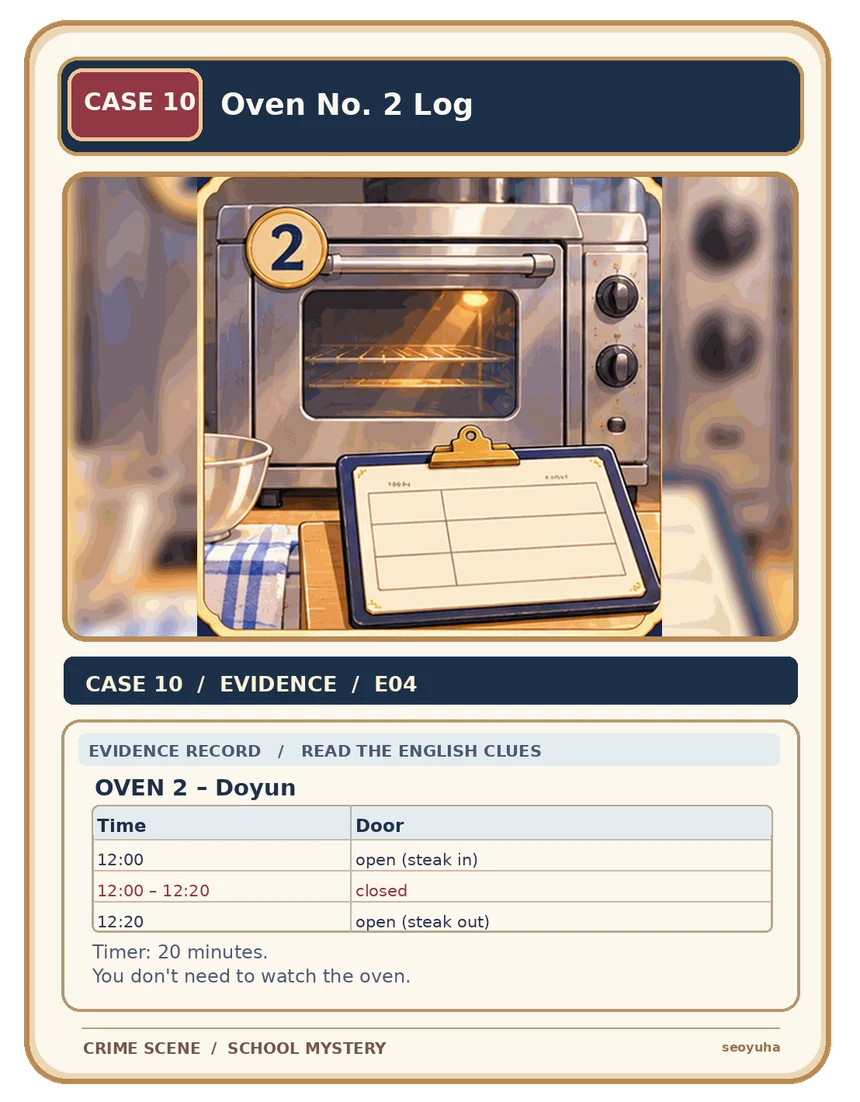 CASE 10 Oven No. 2 Log
2
CASE 10 / EVIDENCE / E04
EVIDENCE RECORD / READ THE ENGLISH CLUES
OVEN 2 – Doyun
Time Door
12:00 open (steak in)
12:00 – 12:20 closed
12:20 open (steak out)
Timer: 20 minutes.
You don't need to watch the oven.
CRIME SCENE / SCHOOL MYSTERY seoyuha